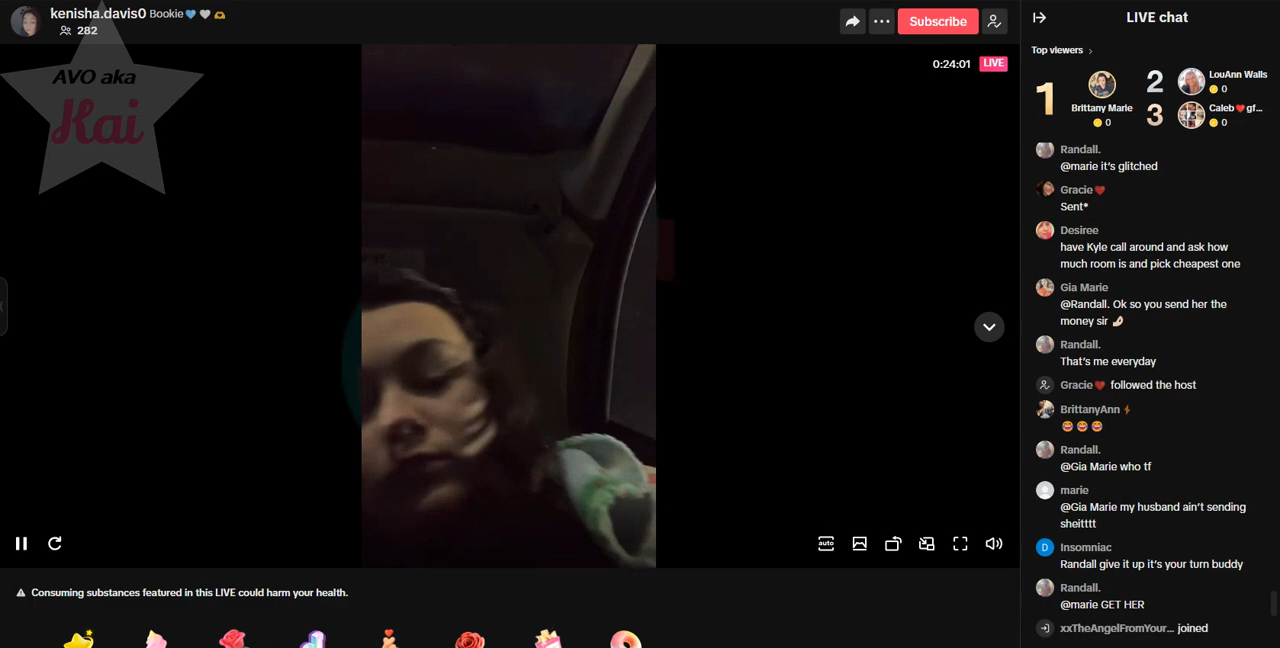 kenisha.davis0 Bookie💙🤍🫶
282
Subscribe
AVO aka
Kai
0:24:01 LIVE
auto
⚠ Consuming substances featured in this LIVE could harm your health.
LIVE chat
Top viewers
1
Brittany Marie
0
2
LouAnn Walls
0
3
Caleb❤️gf...
0
Randall.
@marie it's glitched
Gracie❤️
Sent*
Desiree
have Kyle call around and ask how
much room is and pick cheapest one
Gia Marie
@Randall. Ok so you send her the
money sir 🤌🏻
Randall.
That's me everyday
Gracie❤️ followed the host
BrittanyAnn⚡
😆😆😆
Randall.
@Gia Marie who tf
marie
@Gia Marie my husband ain't sending
sheitttt
D Insomniac
Randall give it up it's your turn buddy
Randall.
@marie GET HER
xxTheAngelFromYour... joined